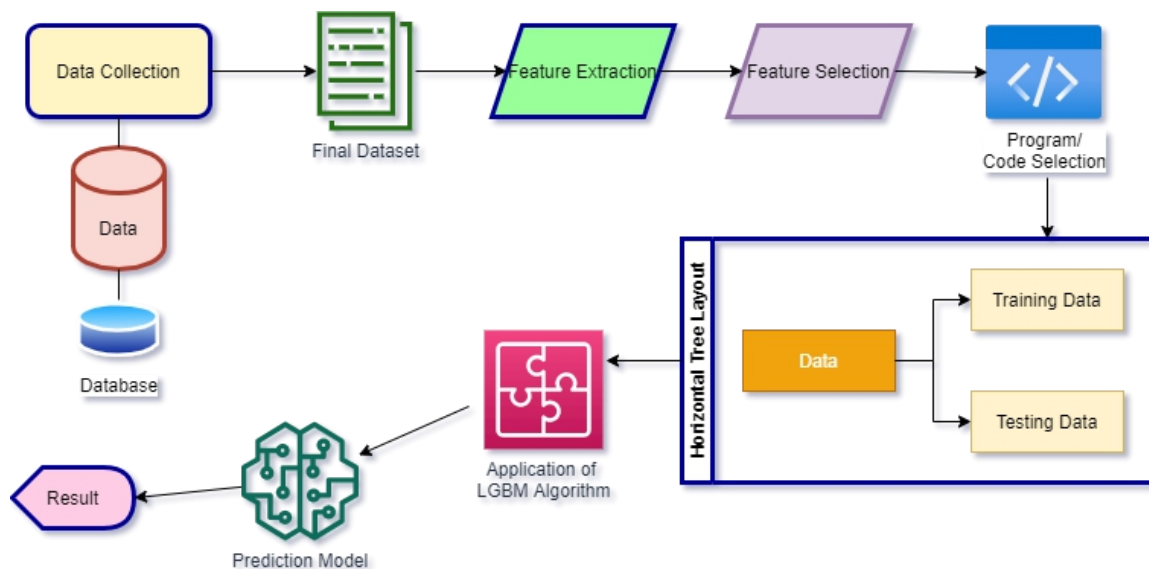 Data Collection
Final Dataset
Feature Extraction
Feature Selection
Program/
Code Selection
Data
Database
Horizontal Tree Layout
Data
Training Data
Testing Data
Application of
LGBM Algorithm
Prediction Model
Result